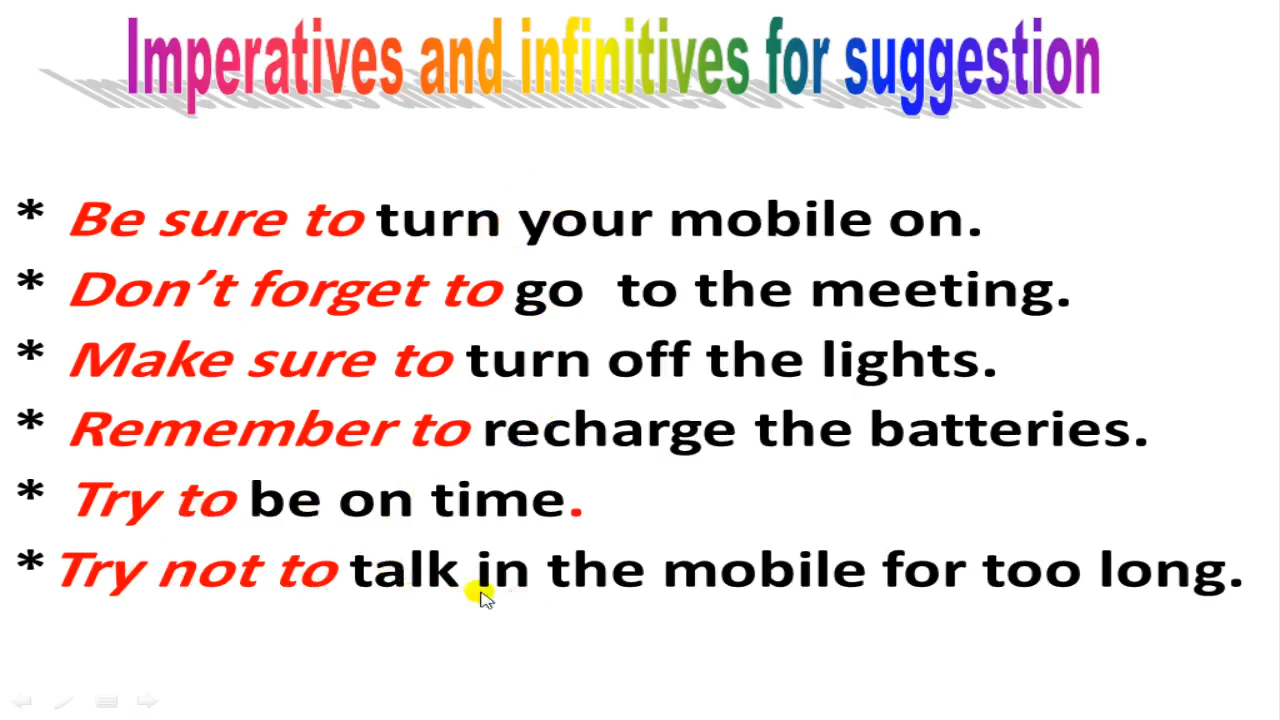 Imperatives and infinitives for suggestion
* Be sure to turn your mobile on.
* Don’t forget to go to the meeting.
* Make sure to turn off the lights.
* Remember to recharge the batteries.
* Try to be on time.
* Try not to talk in the mobile for too long.